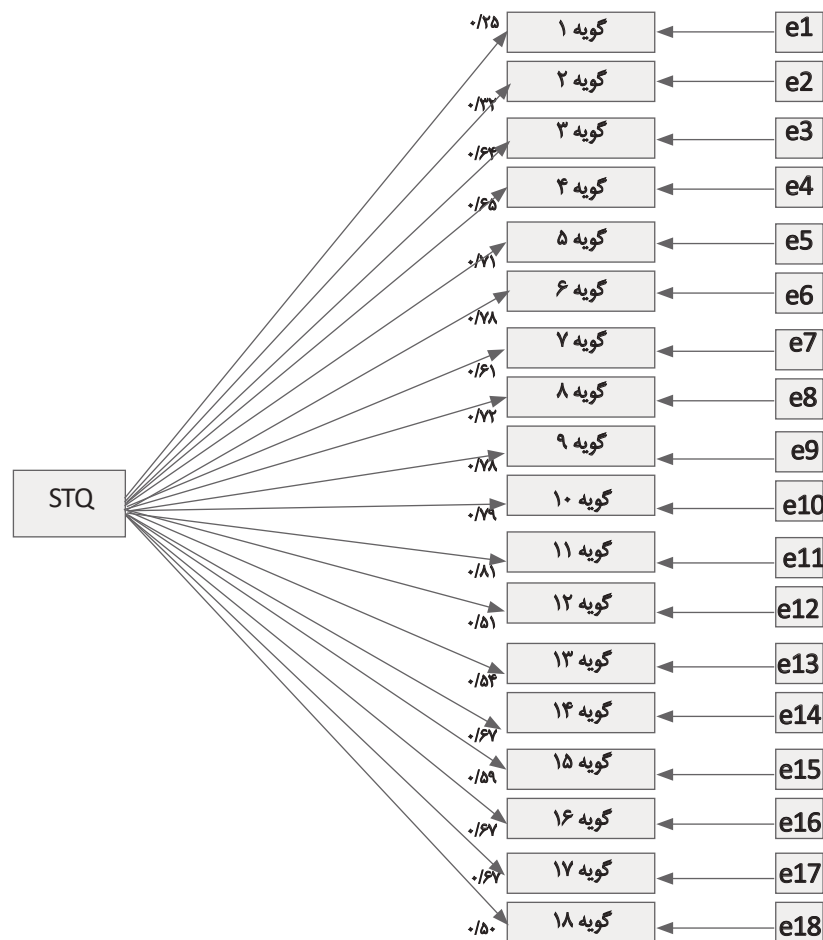 ۰/۲۵ گویه ۱ e1
۰/۳۲ گویه ۲ e2
۰/۶۴ گویه ۳ e3
۰/۶۵ گویه ۴ e4
۰/۷۱ گویه ۵ e5
۰/۷۸ گویه ۶ e6
۰/۶۱ گویه ۷ e7
۰/۷۲ گویه ۸ e8
۰/۷۸ گویه ۹ e9
STQ
۰/۷۹ گویه ۱۰ e10
۰/۸۱ گویه ۱۱ e11
۰/۵۱ گویه ۱۲ e12
۰/۵۴ گویه ۱۳ e13
۰/۶۷ گویه ۱۴ e14
۰/۵۹ گویه ۱۵ e15
۰/۶۷ گویه ۱۶ e16
۰/۶۷ گویه ۱۷ e17
۰/۵۰ گویه ۱۸ e18